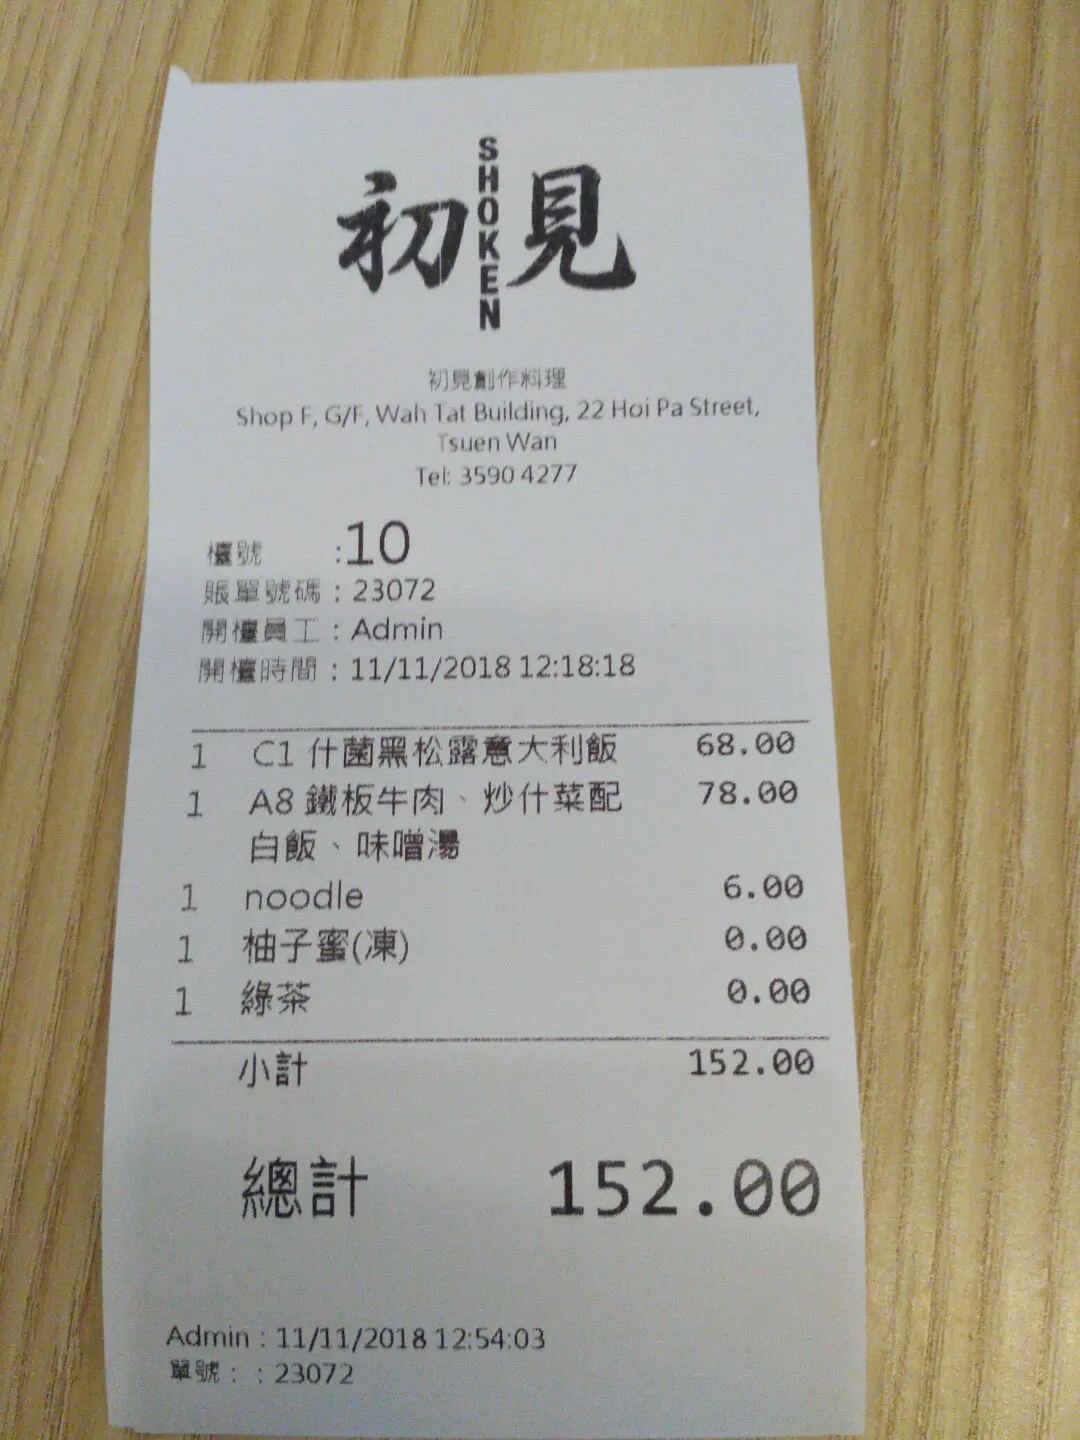 初見
SHOKEN
初見創作料理
Shop F, G/F, Wah Tat Building, 22 Hoi Pa Street,
Tsuen Wan
Tel: 3590 4277
檯號 :10
賬單號碼 : 23072
開檯員工 : Admin
開檯時間 : 11/11/2018 12:18:18
1 C1 什菌黑松露意大利飯 68.00
1 A8 鐵板牛肉、炒什菜配 78.00
白飯、味噌湯
1 noodle 6.00
1 柚子蜜(凍) 0.00
1 綠茶 0.00
小計 152.00
總計 152.00
Admin : 11/11/2018 12:54:03
單號 : : 23072